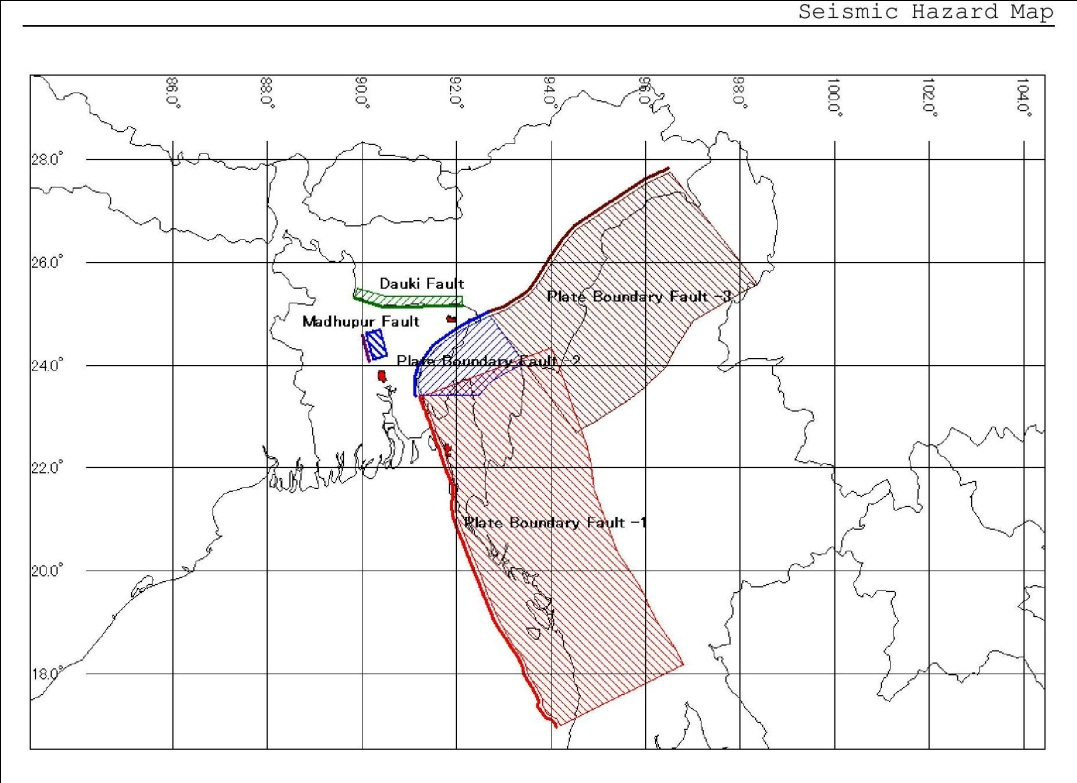 Seismic Hazard Map
86.0° 88.0° 90.0° 92.0° 94.0° 96.0° 98.0° 100.0° 102.0° 104.0°
28.0°
26.0°
Dauki Fault
Plate Boundary Fault -3
Madhupur Fault
24.0°
Plate Boundary Fault -2
22.0°
Plate Boundary Fault -1
20.0°
18.0°